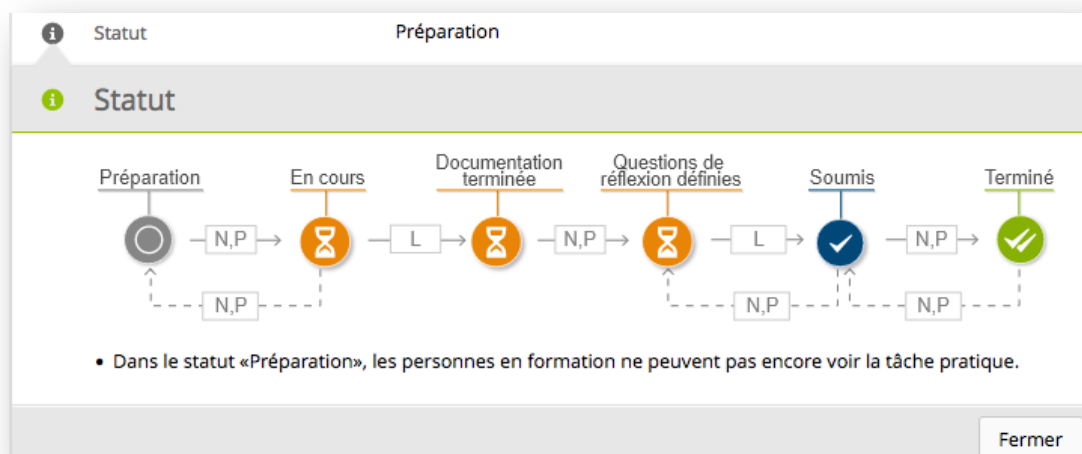 Statut Préparation
Statut
Préparation
En cours
Documentation
terminée
Questions de
réflexion définies
Soumis
Terminé
N,P
L
N,P
L
N,P
N,P
N,P
N,P
• Dans le statut «Préparation», les personnes en formation ne peuvent pas encore voir la tâche pratique.
Fermer